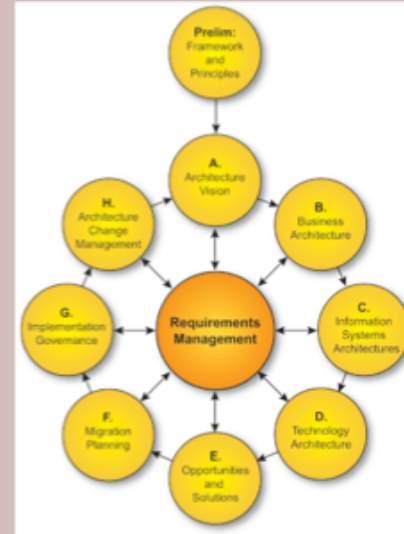 Prelim:
Framework
and
Principles
A.
Architecture
Vision
B.
Business
Architecture
C.
Information
Systems
Architectures
D.
Technology
Architecture
E.
Opportunities
and
Solutions
F.
Migration
Planning
G.
Implementation
Governance
H.
Architecture
Change
Management
Requirements
Management